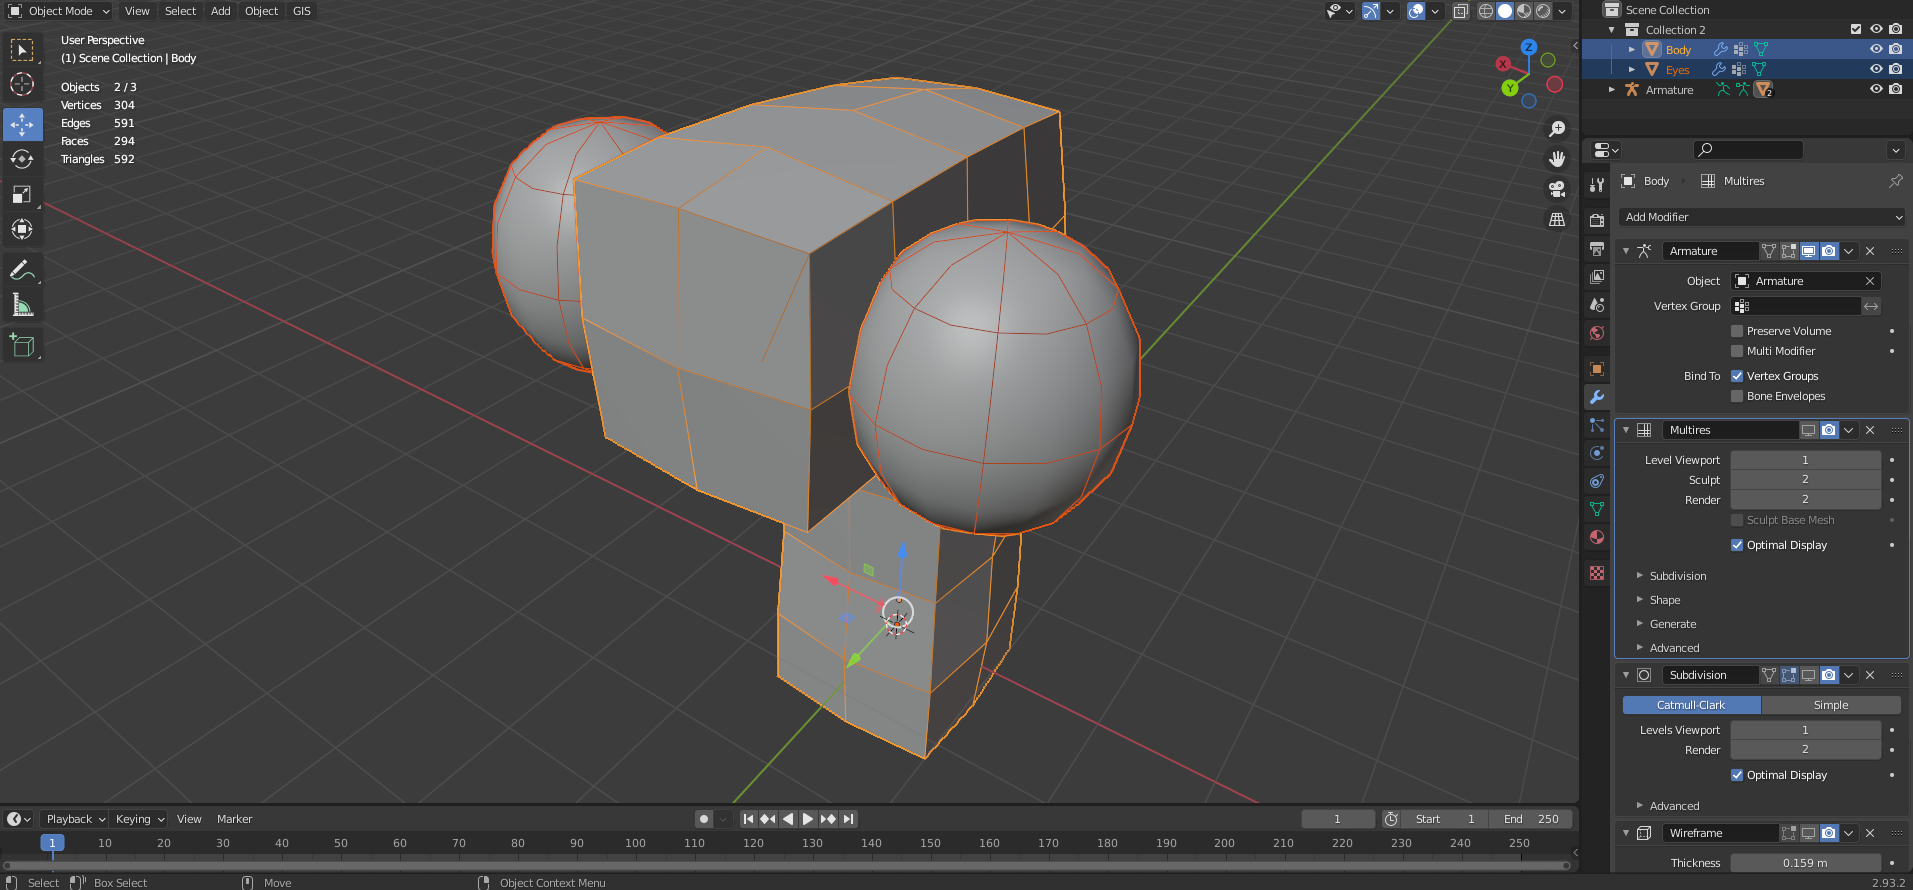 Object Mode View Select Add Object GIS
User Perspective
(1) Scene Collection | Body
Objects 2 / 3
Vertices 304
Edges 591
Faces 294
Triangles 592
Z
X
Y
Scene Collection
Collection 2
Body
Eyes
Armature 2
Body Multires
Add Modifier
Armature
Object Armature
Vertex Group
Preserve Volume
Multi Modifier
Bind To Vertex Groups
Bone Envelopes
Multires
Level Viewport 1
Sculpt 2
Render 2
Sculpt Base Mesh
Optimal Display
Subdivision
Shape
Generate
Advanced
Subdivision
Catmull-Clark Simple
Levels Viewport 1
Render 2
Optimal Display
Advanced
Wireframe
Thickness 0.159 m
Playback Keying View Marker 1 Start 1 End 250
1 10 20 30 40 50 60 70 80 90 100 110 120 130 140 150 160 170 180 190 200 210 220 230 240 250
Select Box Select Move Object Context Menu 2.93.2